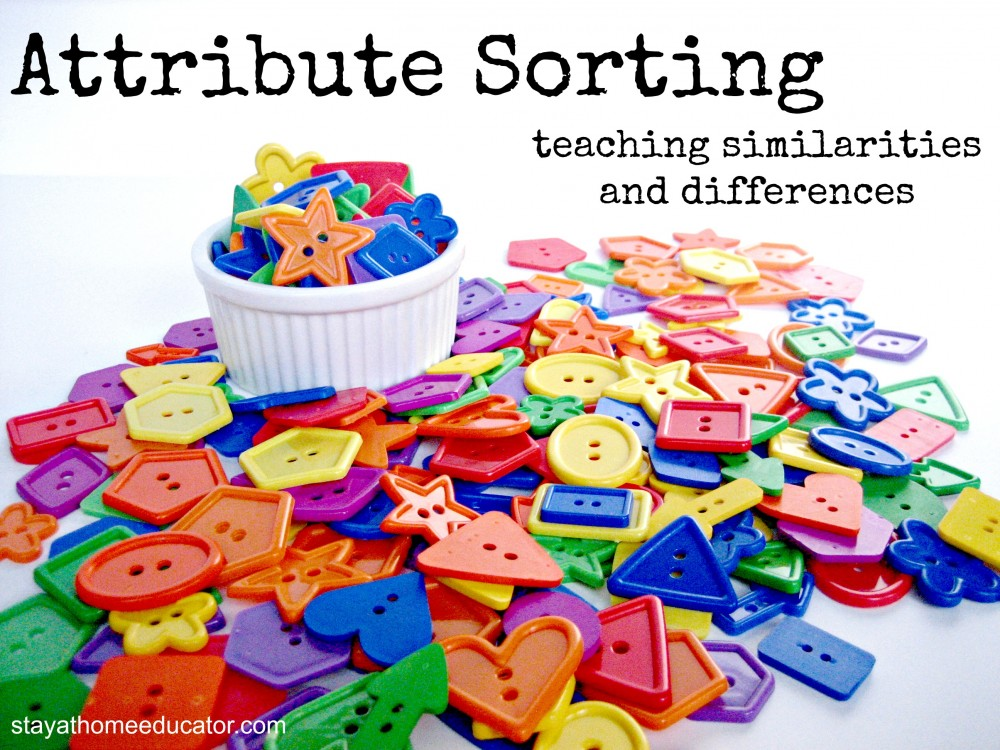 Attribute Sorting
teaching similarities
and differences
stayathomeeducator.com